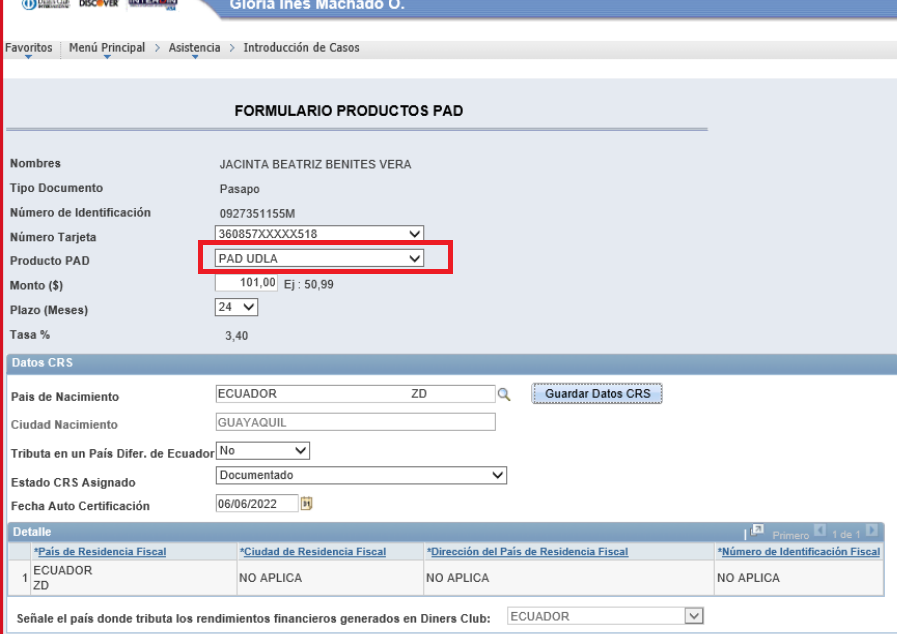 DISCOVER
Gloria Ines Machado O.
Favoritos Menú Principal > Asistencia > Introducción de Casos
FORMULARIO PRODUCTOS PAD
Nombres JACINTA BEATRIZ BENITES VERA
Tipo Documento Pasapo
Número de Identificación 0927351155M
Número Tarjeta 360857XXXXX518
Producto PAD PAD UDLA
Monto ($) 101,00 Ej : 50,99
Plazo (Meses) 24
Tasa % 3,40
Datos CRS
Pais de Nacimiento ECUADOR ZD Guardar Datos CRS
Ciudad Nacimiento GUAYAQUIL
Tributa en un País Difer. de Ecuador No
Estado CRS Asignado Documentado
Fecha Auto Certificación 06/06/2022
Detalle Primero 1 de 1
*País de Residencia Fiscal *Ciudad de Residencia Fiscal *Dirección del País de Residencia Fiscal *Número de Identificación Fiscal
1 ECUADOR ZD NO APLICA NO APLICA NO APLICA
Señale el país donde tributa los rendimientos financieros generados en Diners Club: ECUADOR